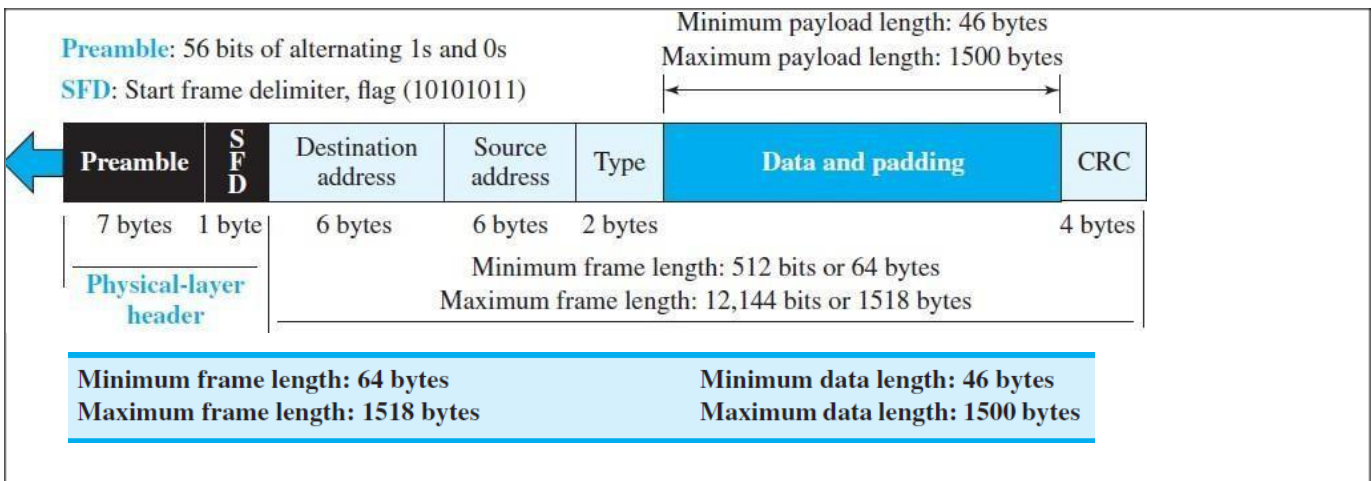 Minimum payload length: 46 bytes
Preamble: 56 bits of alternating 1s and 0s
Maximum payload length: 1500 bytes
SFD: Start frame delimiter, flag (10101011)
Preamble
S
F
D
Destination
address
Source
address
Type
Data and padding
CRC
7 bytes 1 byte 6 bytes 6 bytes 2 bytes 4 bytes
Physical-layer
header
Minimum frame length: 512 bits or 64 bytes
Maximum frame length: 12,144 bits or 1518 bytes
Minimum frame length: 64 bytes Minimum data length: 46 bytes
Maximum frame length: 1518 bytes Maximum data length: 1500 bytes